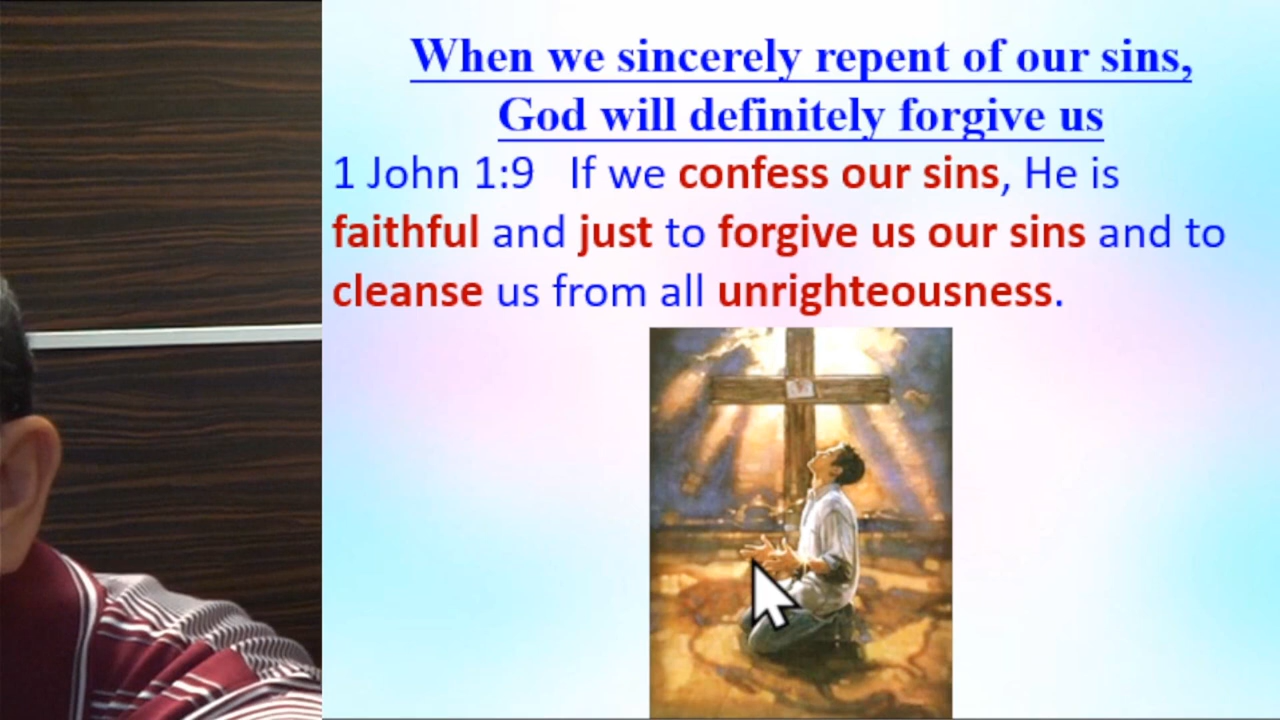 When we sincerely repent of our sins,
God will definitely forgive us
1 John 1:9 If we confess our sins, He is
faithful and just to forgive us our sins and to
cleanse us from all unrighteousness.